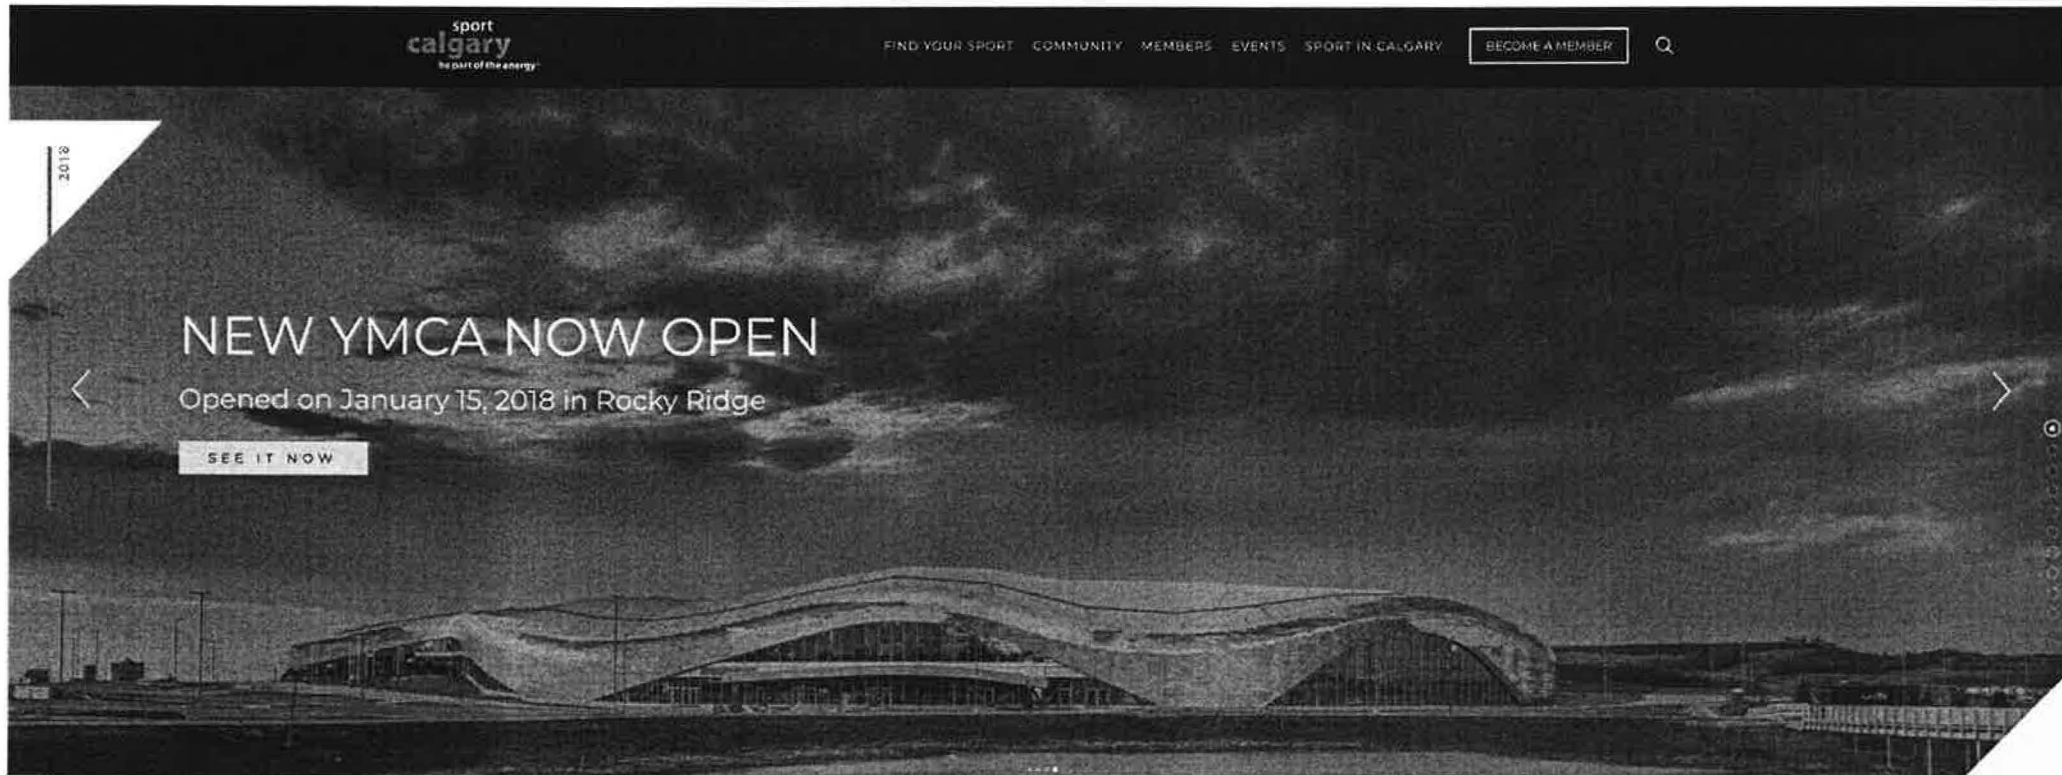 sport
calgary
be part of the energy
FIND YOUR SPORT COMMUNITY MEMBERS EVENTS SPORT IN CALGARY BECOME A MEMBER
2018
NEW YMCA NOW OPEN
Opened on January 15, 2018 in Rocky Ridge
SEE IT NOW